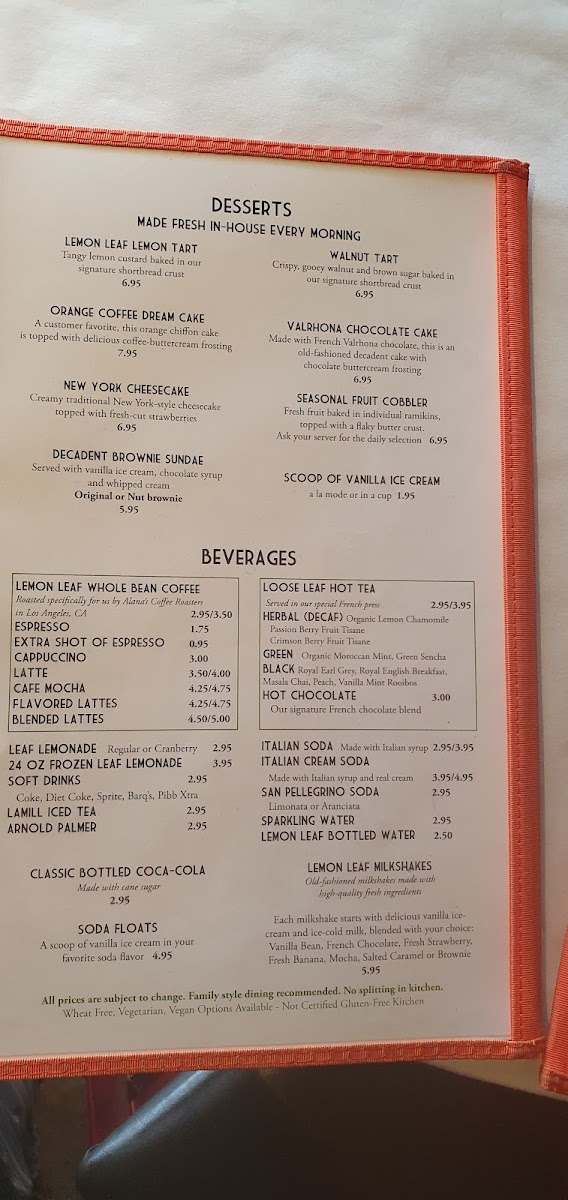 DESSERTS
MADE FRESH IN-HOUSE EVERY MORNING
LEMON LEAF LEMON TART
Tangy lemon custard baked in our
signature shortbread crust
6.95
ORANGE COFFEE DREAM CAKE
A customer favorite, this orange chiffon cake
is topped with delicious coffee-buttercream frosting
7.95
NEW YORK CHEESECAKE
Creamy traditional New York-style cheesecake
topped with fresh-cut strawberries
6.95
DECADENT BROWNIE SUNDAE
Served with vanilla ice cream, chocolate syrup
and whipped cream
Original or Nut brownie
5.95
WALNUT TART
Crispy, gooey walnut and brown sugar baked in
our signature shortbread crust
6.95
VALRHONA CHOCOLATE CAKE
Made with French Valrhona chocolate, this is an
old-fashioned decadent cake with
chocolate buttercream frosting
6.95
SEASONAL FRUIT COBBLER
Fresh fruit baked in individual ramikins,
topped with a flaky butter crust.
Ask your server for the daily selection 6.95
SCOOP OF VANILLA ICE CREAM
a la mode or in a cup 1.95
BEVERAGES
LEMON LEAF WHOLE BEAN COFFEE
Roasted specifically for us by Alana's Coffee Roasters
in Los Angeles, CA 2.95/3.50
ESPRESSO 1.75
EXTRA SHOT OF ESPRESSO 0.95
CAPPUCCINO 3.00
LATTE 3.50/4.00
CAFE MOCHA 4.25/4.75
FLAVORED LATTES 4.25/4.75
BLENDED LATTES 4.50/5.00
LOOSE LEAF HOT TEA
Served in our special French press 2.95/3.95
HERBAL (DECAF) Organic Lemon Chamomile
Passion Berry Fruit Tisane
Crimson Berry Fruit Tisane
GREEN Organic Moroccan Mint, Green Sencha
BLACK Royal Earl Grey, Royal English Breakfast,
Masala Chai, Peach, Vanilla Mint Rooibos
HOT CHOCOLATE 3.00
Our signature French chocolate blend
LEAF LEMONADE Regular or Cranberry 2.95
24 OZ FROZEN LEAF LEMONADE 3.95
SOFT DRINKS 2.95
Coke, Diet Coke, Sprite, Barq's, Pibb Xtra
LAMILL ICED TEA 2.95
ARNOLD PALMER 2.95
ITALIAN SODA Made with Italian syrup 2.95/3.95
ITALIAN CREAM SODA
Made with Italian syrup and real cream 3.95/4.95
SAN PELLEGRINO SODA 2.95
Limonata or Aranciata
SPARKLING WATER 2.95
LEMON LEAF BOTTLED WATER 2.50
CLASSIC BOTTLED COCA-COLA
Made with cane sugar
2.95
SODA FLOATS
A scoop of vanilla ice cream in your
favorite soda flavor 4.95
LEMON LEAF MILKSHAKES
Old-fashioned milkshakes made with
high-quality fresh ingredients
Each milkshake starts with delicious vanilla ice-
cream and ice-cold milk, blended with your choice:
Vanilla Bean, French Chocolate, Fresh Strawberry,
Fresh Banana, Mocha, Salted Caramel or Brownie
5.95
All prices are subject to change. Family style dining recommended. No splitting in kitchen.
Wheat Free, Vegetarian, Vegan Options Available - Not Certified Gluten-Free Kitchen